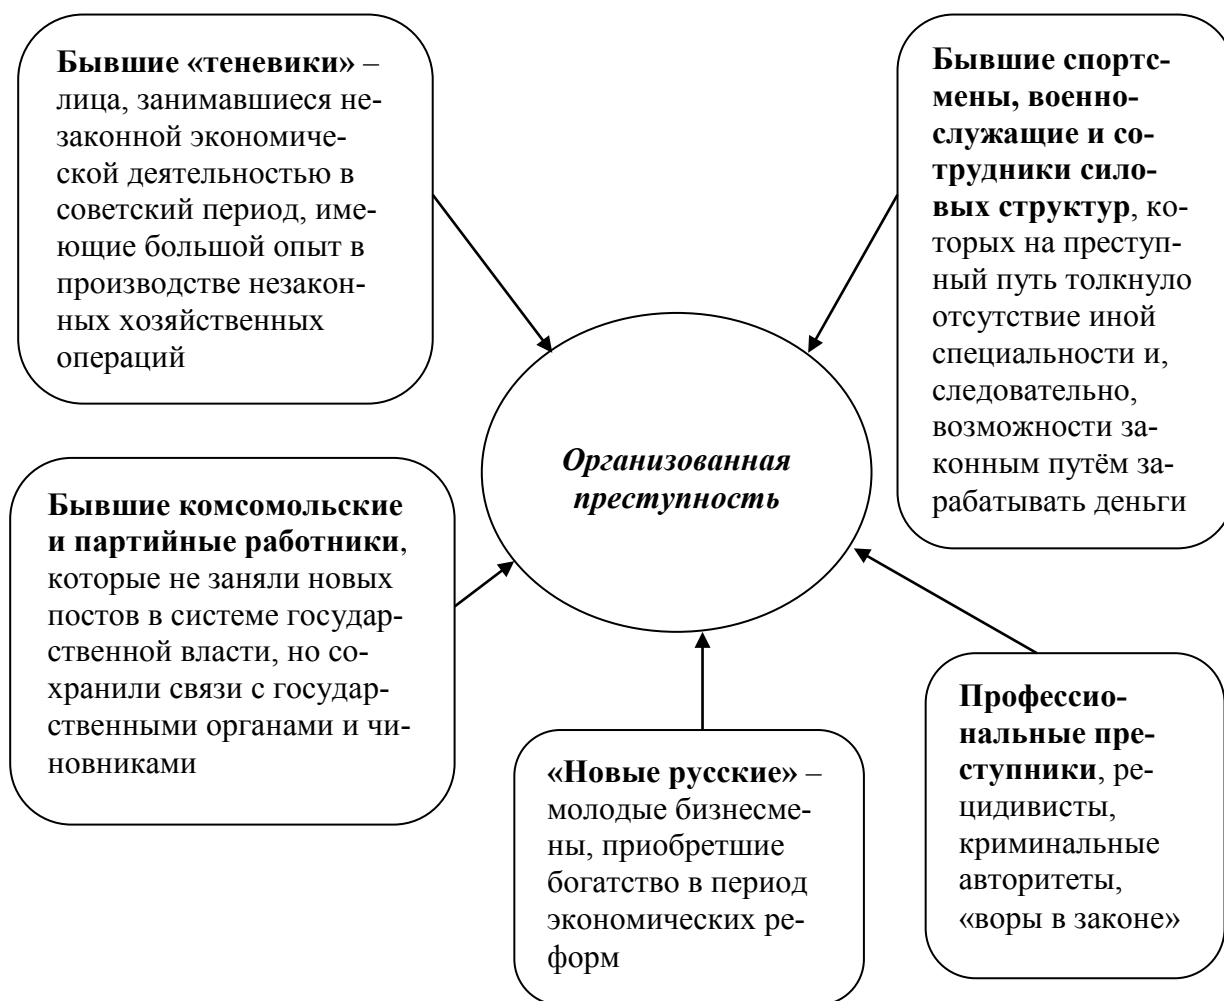 Бывшие «теневики» –
лица, занимавшиеся не-
законной экономиче-
ской деятельностью в
советский период, име-
ющие большой опыт в
производстве незакон-
ных хозяйственных
операций
Бывшие спортс-
мены, военно-
служащие и со-
трудники сило-
вых структур, ко-
торых на преступ-
ный путь толкнуло
отсутствие иной
специальности и,
следовательно,
возможности за-
конным путём за-
рабатывать деньги
Организованная
преступность
Бывшие комсомольские
и партийные работники,
которые не заняли новых
постов в системе государ-
ственной власти, но со-
хранили связи с государ-
ственными органами и чи-
новниками
«Новые русские» –
молодые бизнесме-
ны, приобретшие
богатство в период
экономических ре-
форм
Профессио-
нальные пре-
ступники, ре-
цидивисты,
криминальные
авторитеты,
«воры в законе»